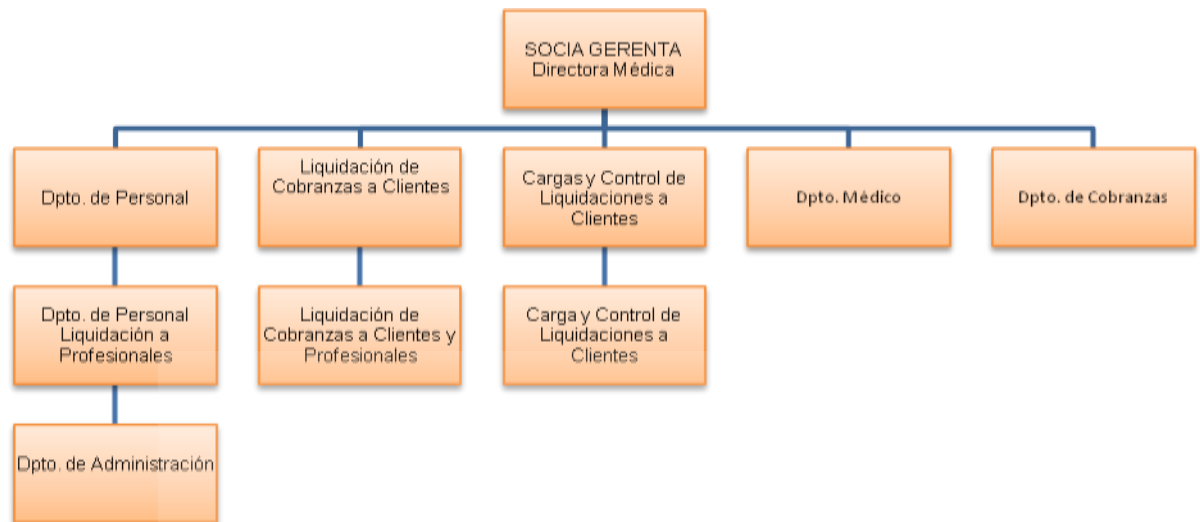 SOCIA GERENTA
Directora Médica
Dpto. de Personal
Liquidación de
Cobranzas a Clientes
Cargas y Control de
Liquidaciones a
Clientes
Dpto. Médico
Dpto. de Cobranzas
Dpto. de Personal
Liquidación a
Profesionales
Liquidación de
Cobranzas a Clientes y
Profesionales
Carga y Control de
Liquidaciones a
Clientes
Dpto. de Administración